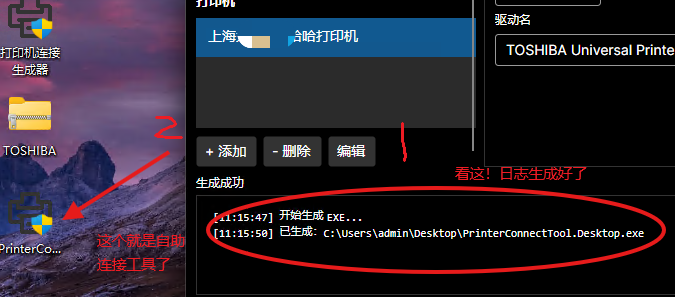 打印机
驱动名
上海
哈打印机
TOSHIBA Universal Printe
打印机连接
生成器
TOSHIBA
2
1
+ 添加
- 删除
编辑
看这！日志生成好了
生成成功
[11:15:47] 开始生成 EXE...
[11:15:50] 已生成: C:\Users\admin\Desktop\PrinterConnectTool.Desktop.exe
PrinterCo...
这个就是自助
连接工具了